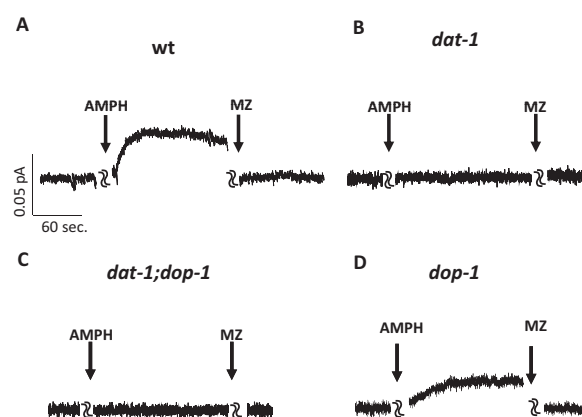 A
wt
AMPH
MZ
0.05 pA
60 sec.
B
dat-1
AMPH
MZ
C
dat-1;dop-1
AMPH
MZ
D
dop-1
AMPH
MZ